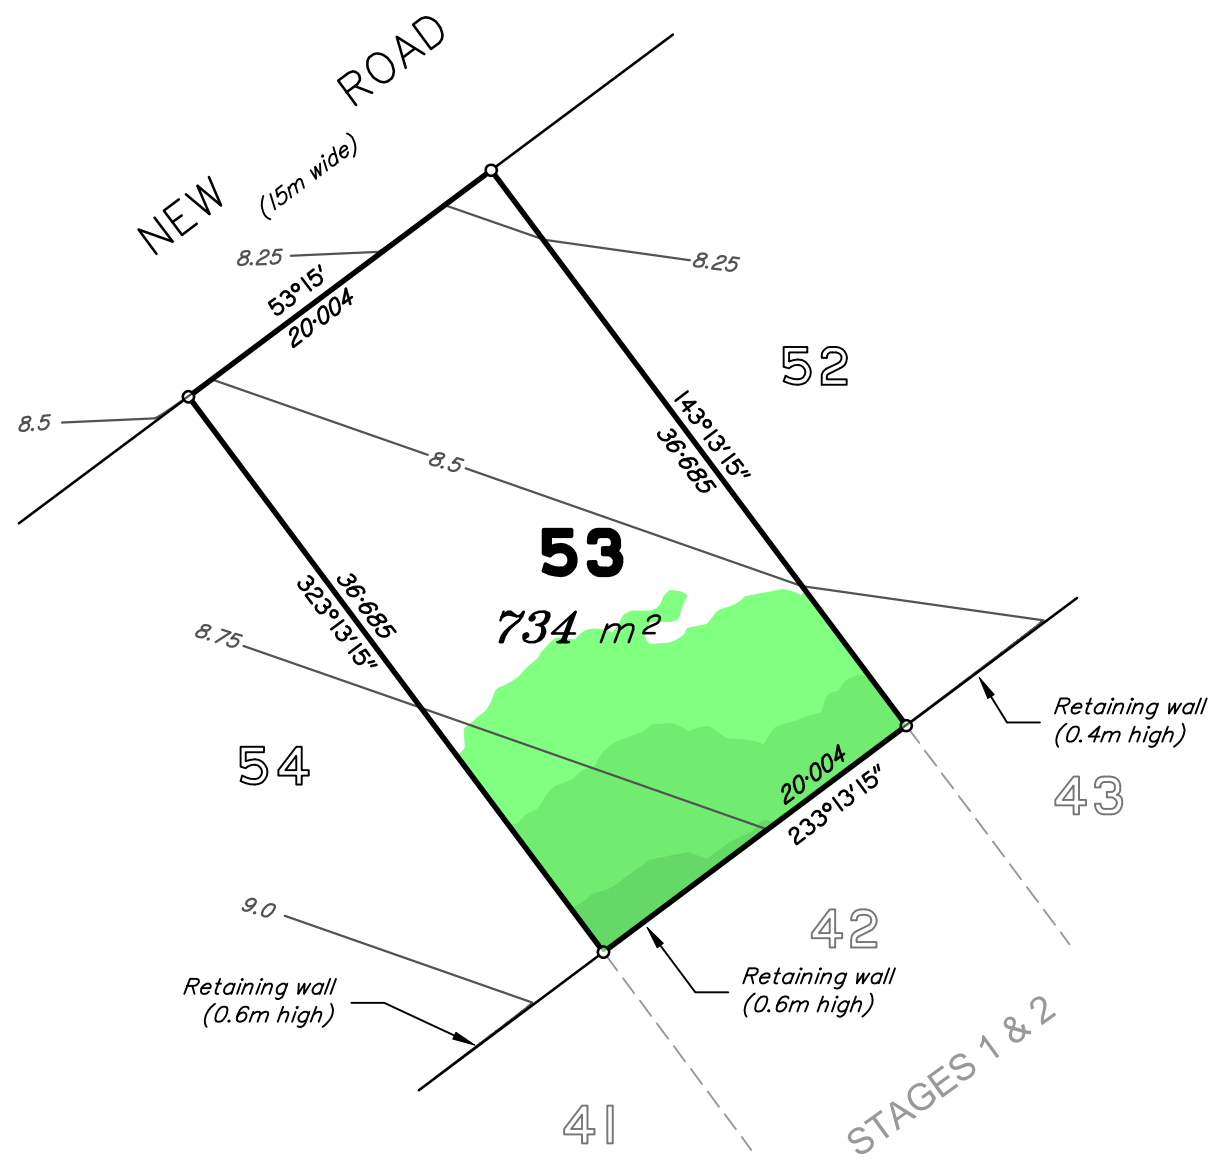 ROAD
NEW
(15m wide)
8.25
8.25
53°15'
20·004
52
8.5
8.5
143°13'15"
36·685
53
734 m²
36·685
323°13'15"
8.75
54
Retaining wall
(0.4m high)
20·004
233°13'15"
43
9.0
42
Retaining wall
(0.6m high)
Retaining wall
(0.6m high)
STAGES 1 & 2
41